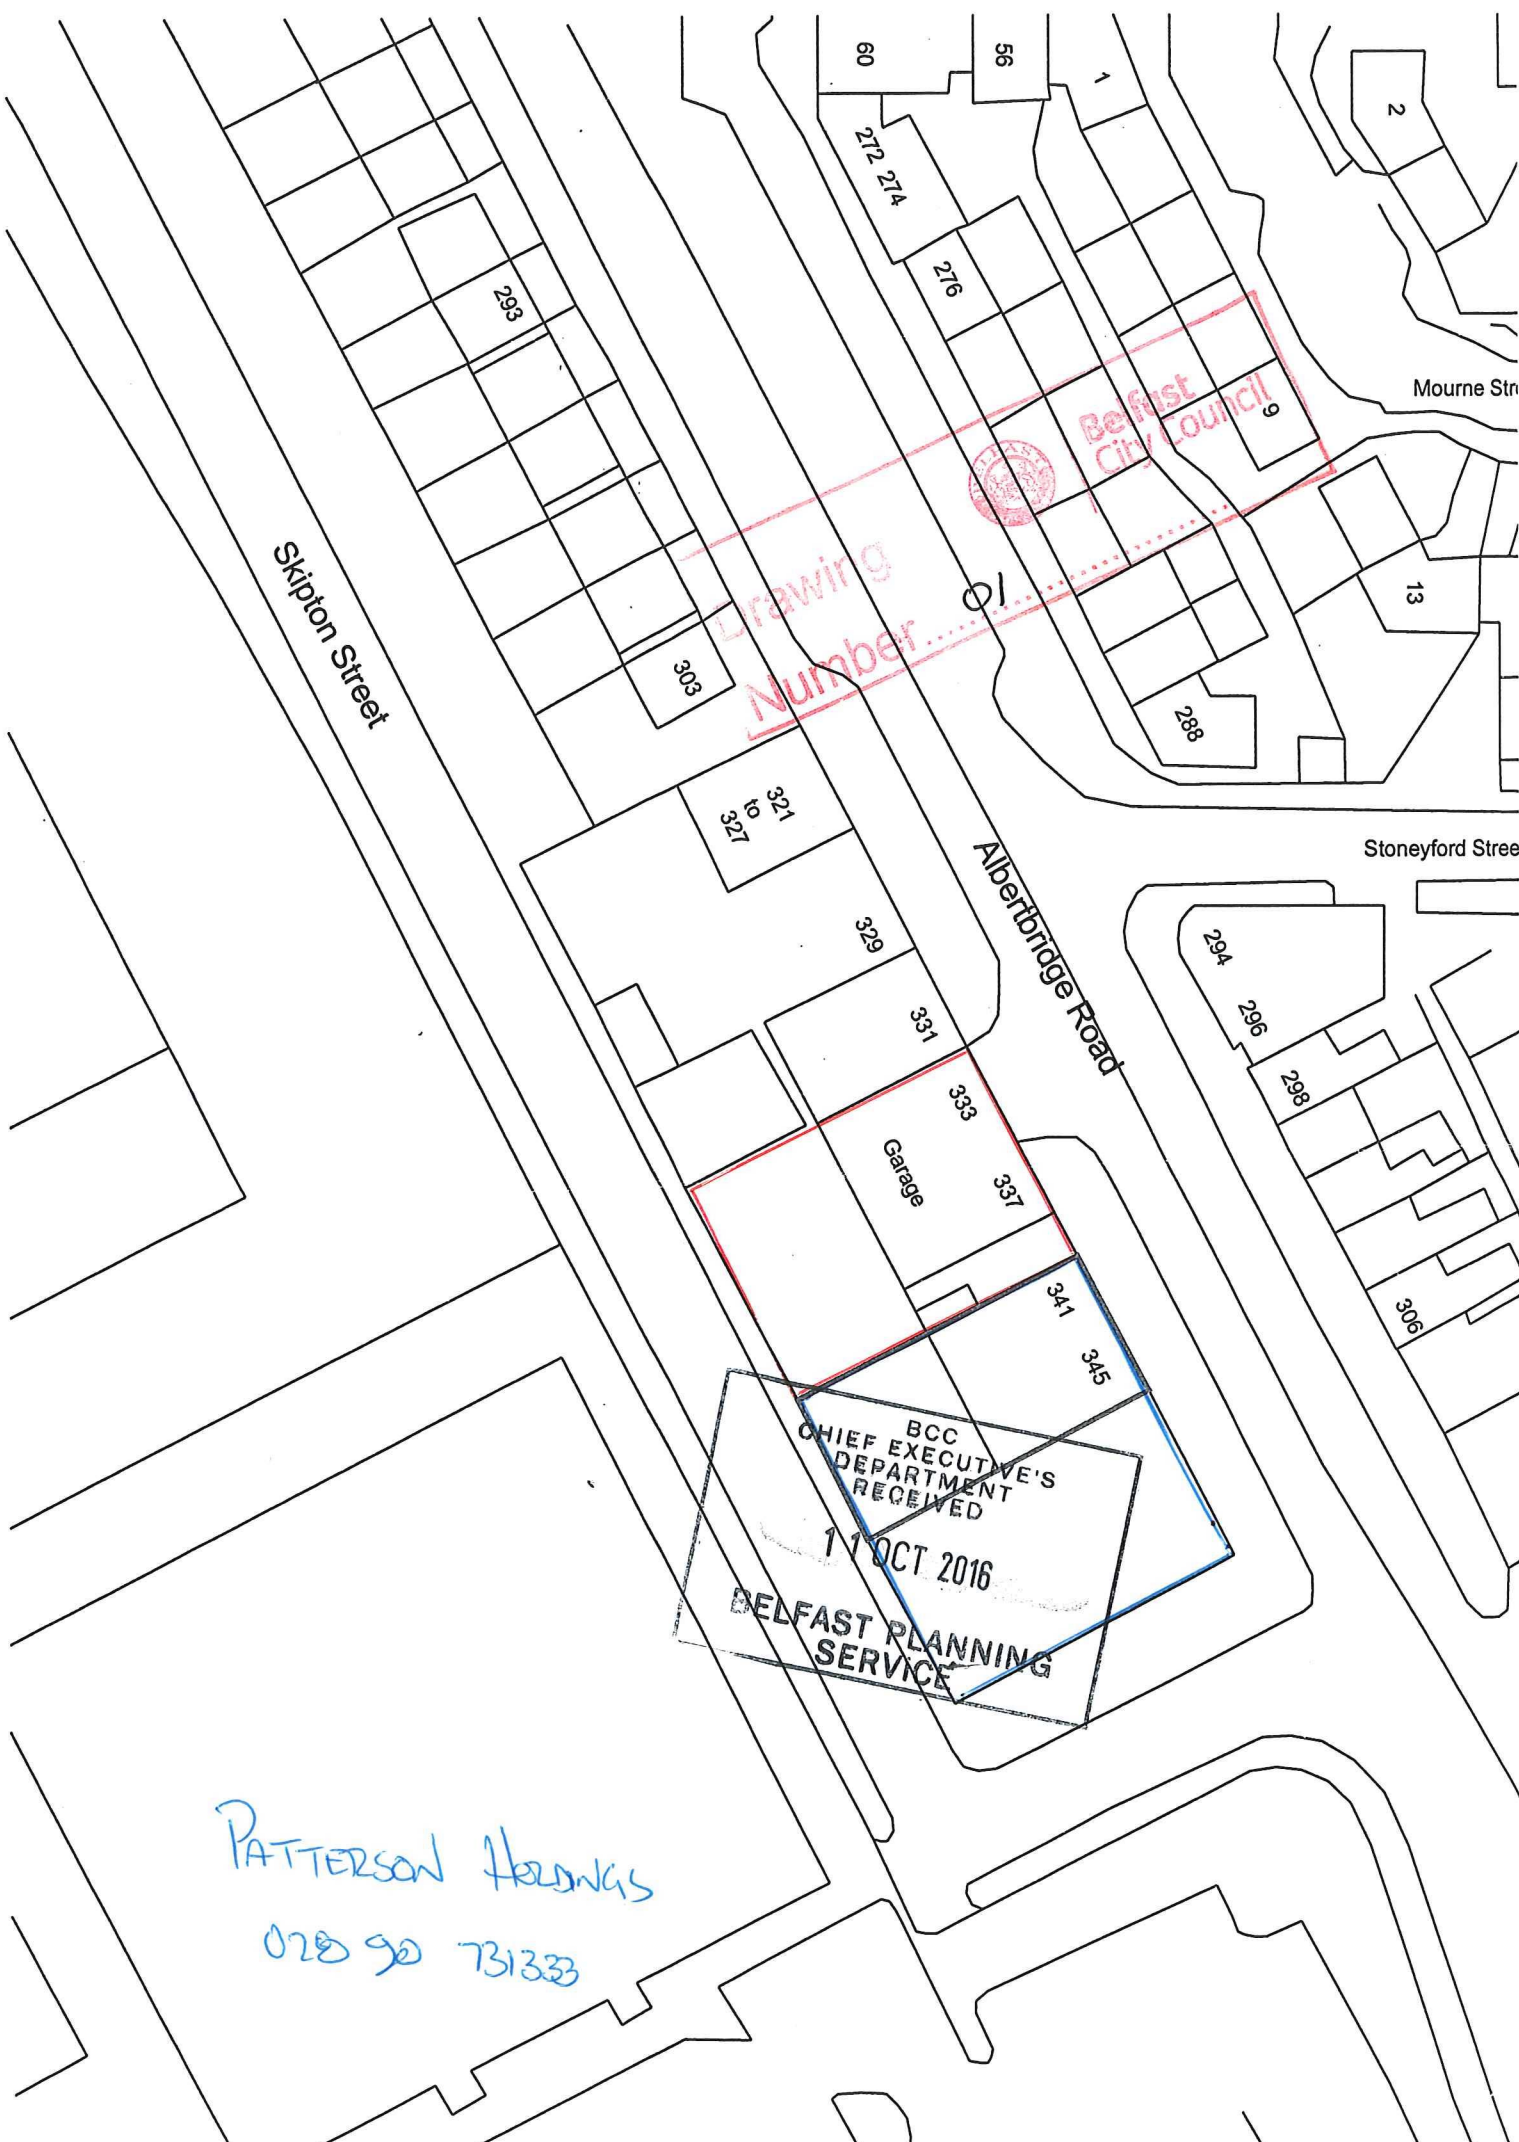 60
56
1
2
272 274
276
293
Mourne Str
9
Belfast
City Council
BELFAST
13
Drawing
Number
01
Skipton Street
303
288
321
to
327
Albertbridge Road
Stoneyford Stree
329
294
296
331
298
333
Garage
337
341
306
345
BCC
CHIEF EXECUTIVE'S
DEPARTMENT
RECEIVED
11 OCT 2016
BELFAST PLANNING
SERVICE
PATTERSON HOLDINGS
028 90 731333